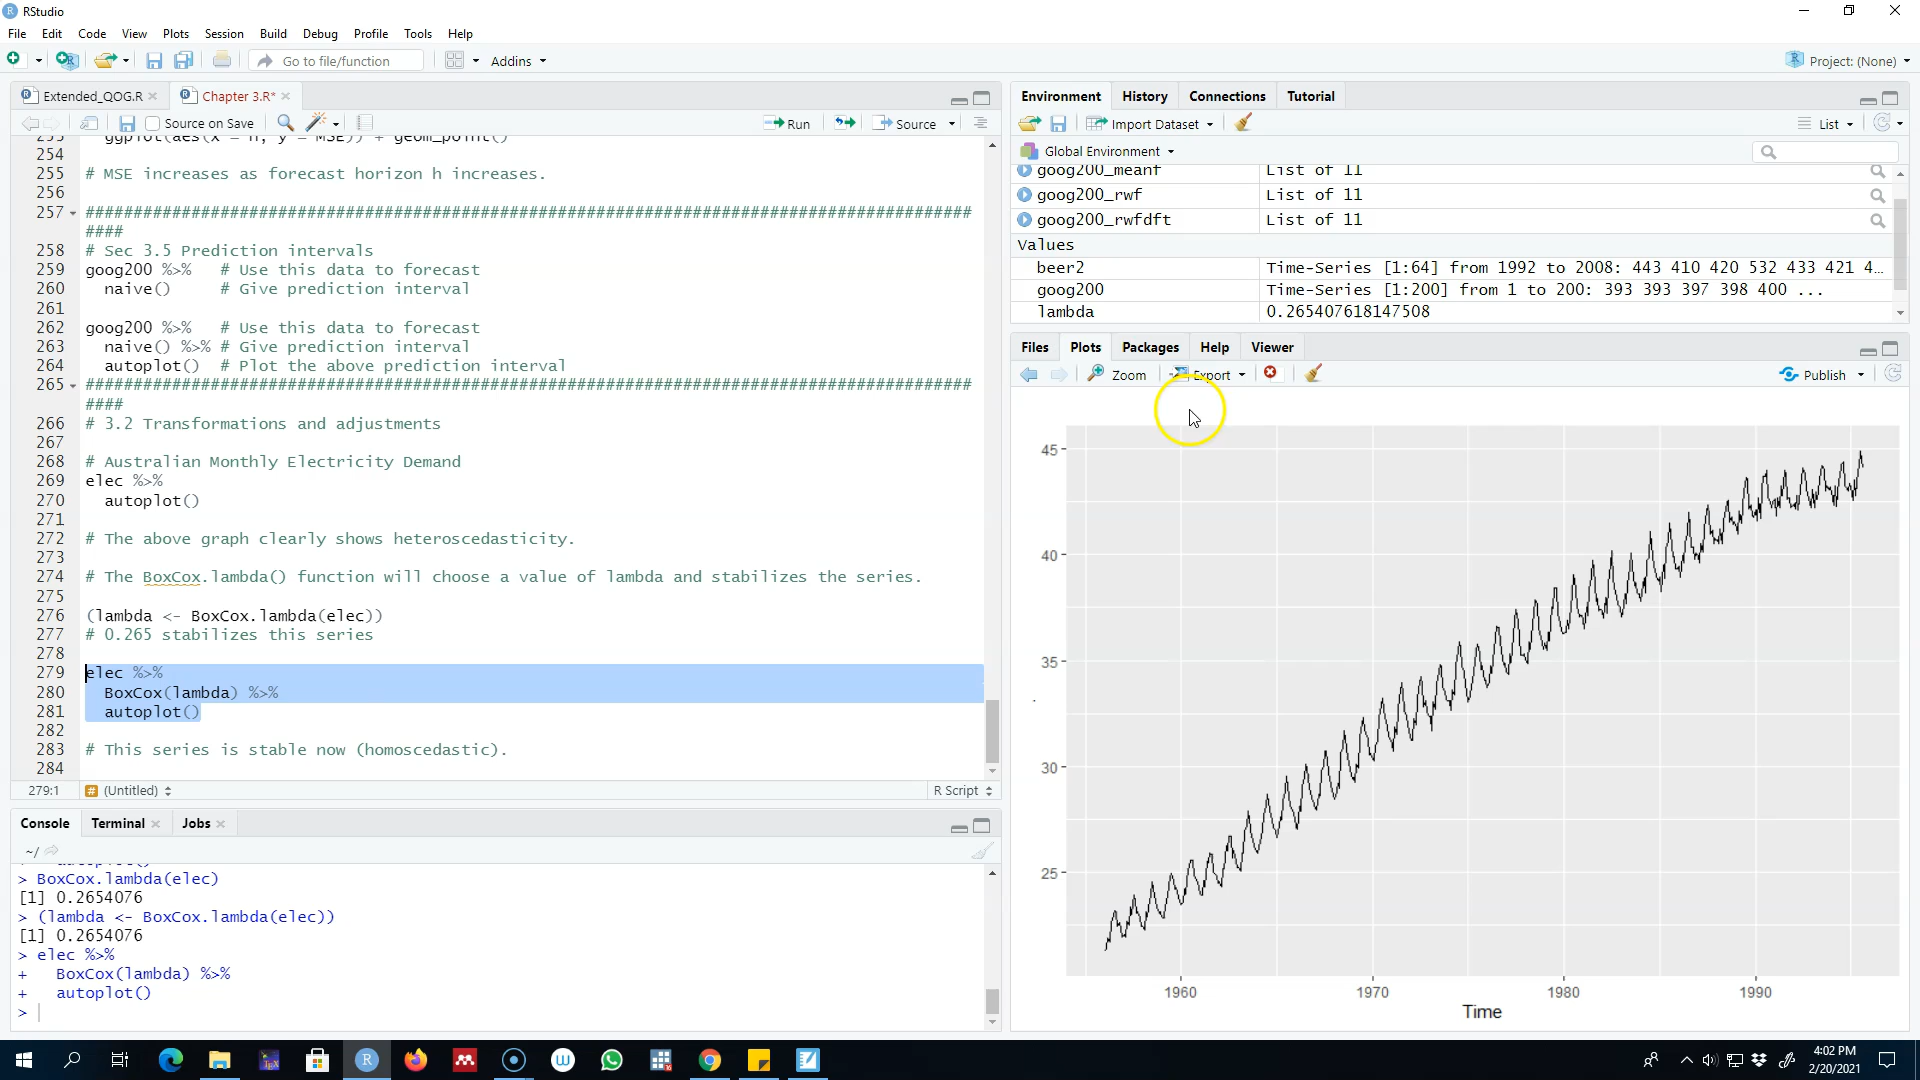 RStudio
File Edit Code View Plots Session Build Debug Profile Tools Help
Go to file/function Addins Project: (None)
Extended_QOG.R Chapter 3.R*
Source on Save Run Source
253 ggplot(aes(x = h, y = MSE)) + geom_point()
254
255 # MSE increases as forecast horizon h increases.
256
257 ############################################################################################
####
258 # Sec 3.5 Prediction intervals
259 goog200 %>% # Use this data to forecast
260 naive() # Give prediction interval
261
262 goog200 %>% # Use this data to forecast
263 naive() %>% # Give prediction interval
264 autoplot() # Plot the above prediction interval
265 ############################################################################################
####
266 # 3.2 Transformations and adjustments
267
268 # Australian Monthly Electricity Demand
269 elec %>%
270 autoplot()
271
272 # The above graph clearly shows heteroscedasticity.
273
274 # The BoxCox.lambda() function will choose a value of lambda and stabilizes the series.
275
276 (lambda <- BoxCox.lambda(elec))
277 # 0.265 stabilizes this series
278
279 elec %>%
280 BoxCox(lambda) %>%
281 autoplot()
282
283 # This series is stable now (homoscedastic).
284
279:1 # (Untitled) R Script
Console Terminal Jobs
~/
> BoxCox.lambda(elec)
[1] 0.2654076
> (lambda <- BoxCox.lambda(elec))
[1] 0.2654076
> elec %>%
+ BoxCox(lambda) %>%
+ autoplot()
>
Environment History Connections Tutorial
Import Dataset List
Global Environment
goog200_meanf List of 11
goog200_rwf List of 11
goog200_rwfdft List of 11
Values
beer2 Time-Series [1:64] from 1992 to 2008: 443 410 420 532 433 421 4…
goog200 Time-Series [1:200] from 1 to 200: 393 393 397 398 400 ...
lambda 0.265407618147508
Files Plots Packages Help Viewer
Zoom Export Publish
45
40
35
30
25
1960 1970 1980 1990
Time
4:02 PM
2/20/2021